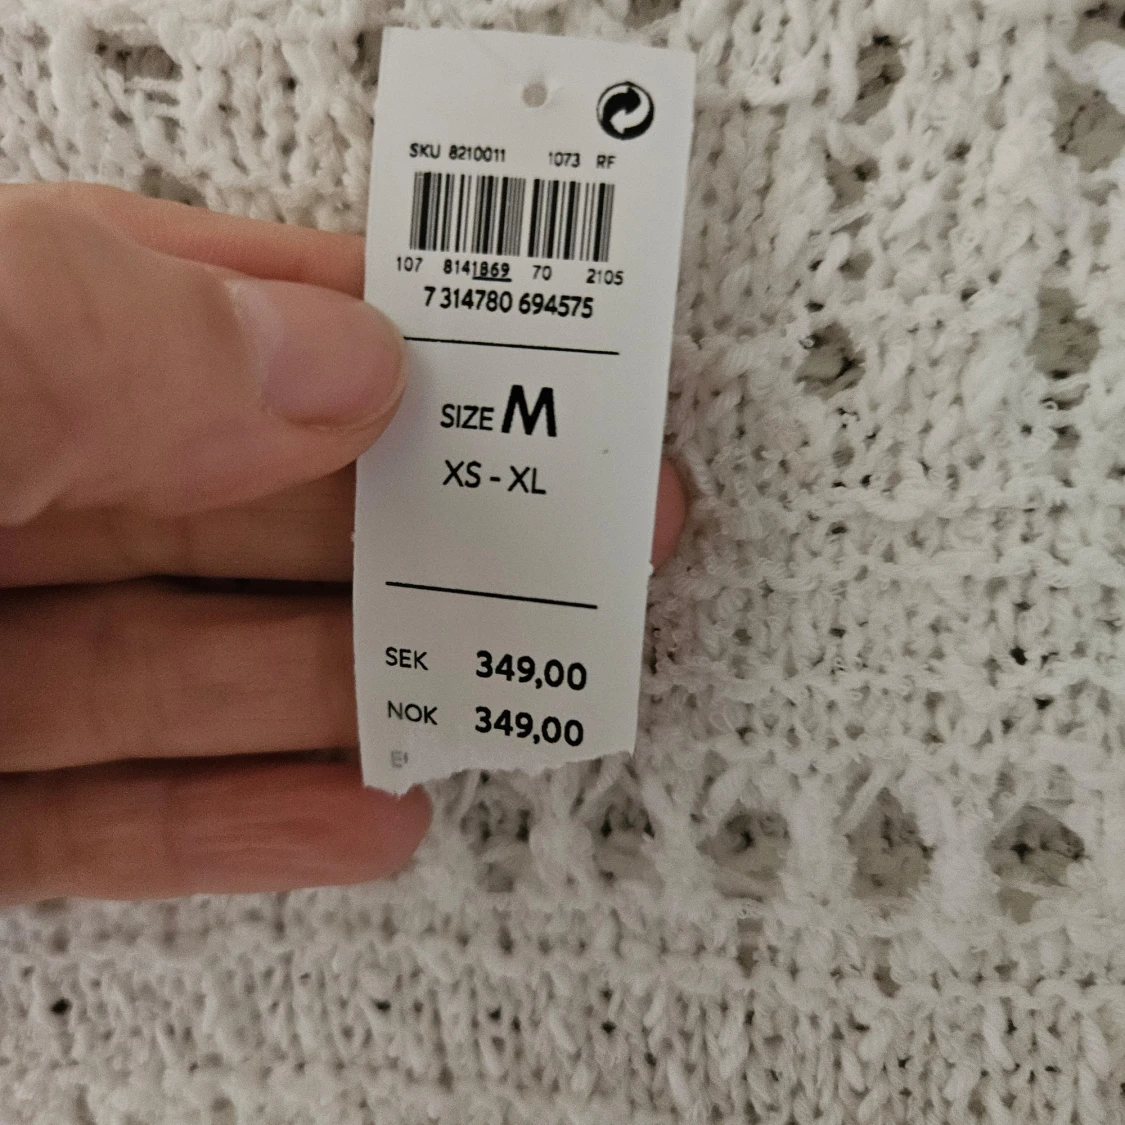 SKU 8210011 1073 RF
107 8141869 70 2105
7 314780 694575
SIZE M
XS - XL
SEK 349,00
NOK 349,00